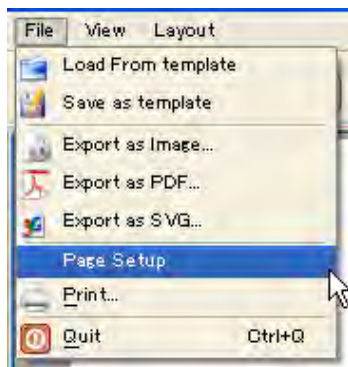 File View Layout
Load From template
Save as template
Export as Image...
Export as PDF...
Export as SVG...
Page Setup
Print...
Quit Ctrl+Q